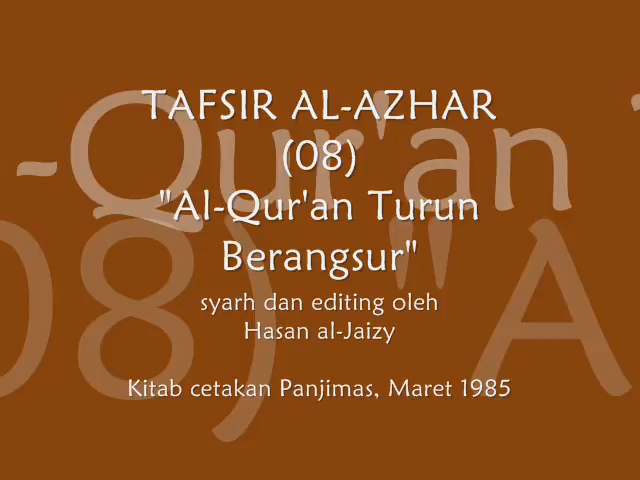 TAFSIR AL-AZHAR
(08)
"Al-Qur'an Turun
Berangsur"
syarh dan editing oleh
Hasan al-Jaizy
Kitab cetakan Panjimas, Maret 1985